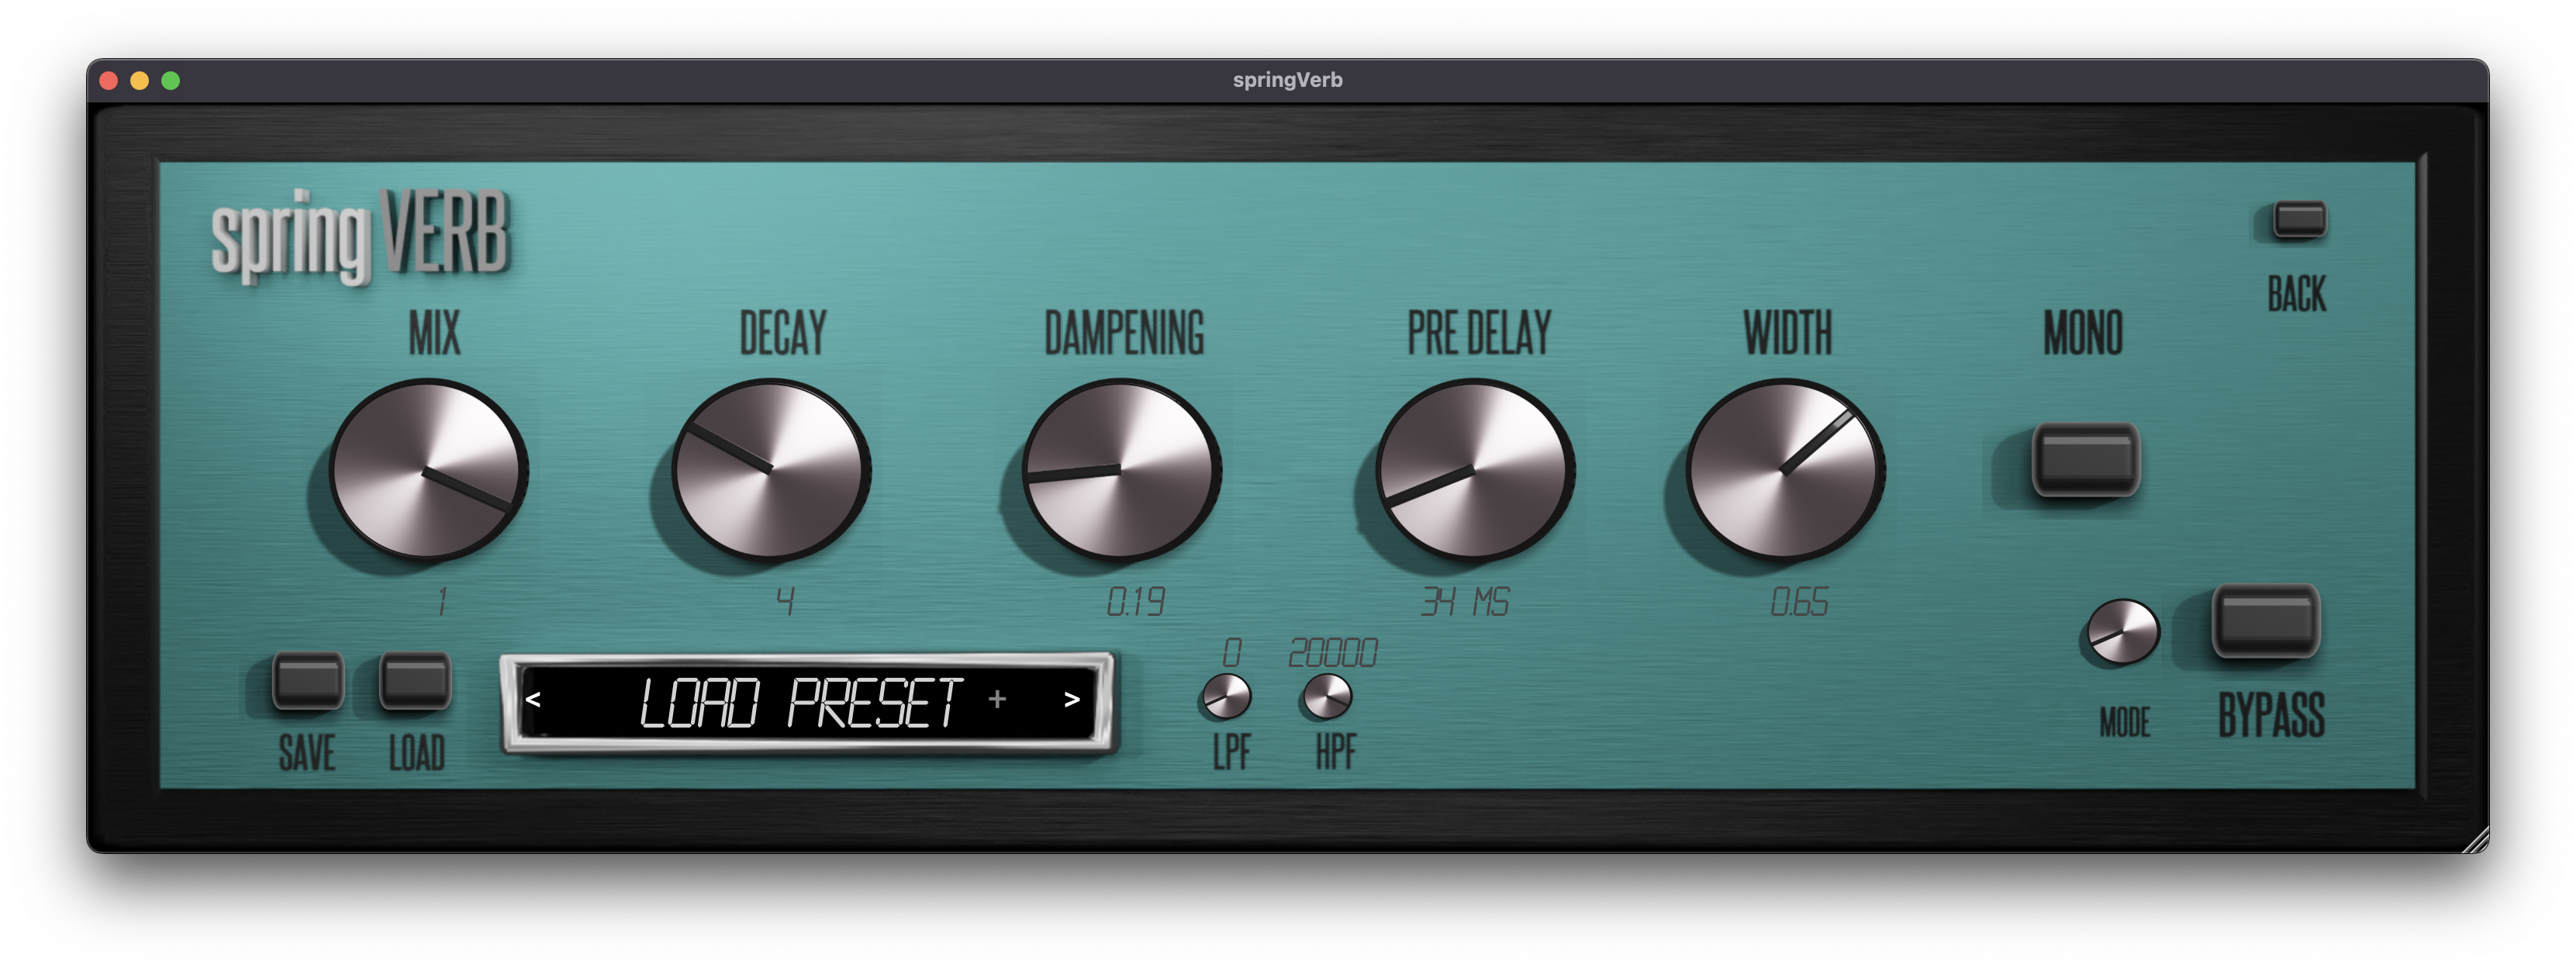 springVerb
spring VERB
BACK
MIX
DECAY
DAMPENING
PRE DELAY
WIDTH
MONO
1
4
0.19
34 MS
0.65
0
20000
< LOAD PRESET + >
SAVE
LOAD
LPF
HPF
MODE
BYPASS